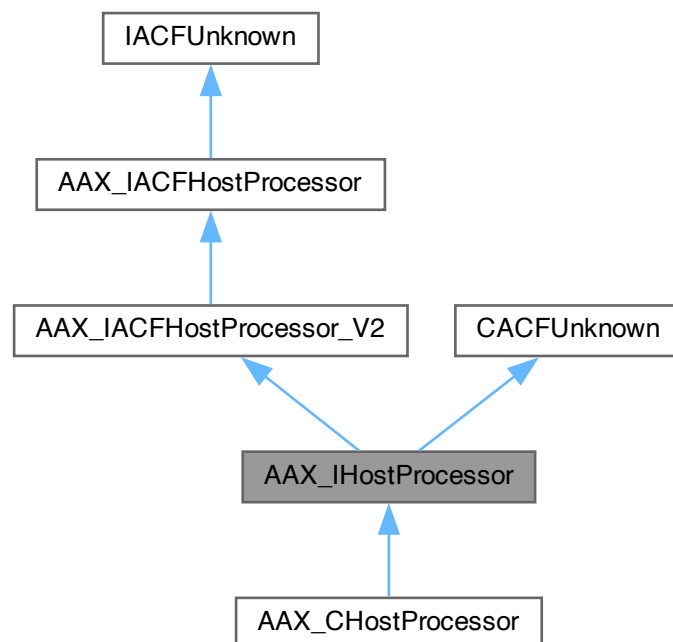 IACFUnknown
AAX_IACFHostProcessor
AAX_IACFHostProcessor_V2
CACFUnknown
AAX_IHostProcessor
AAX_CHostProcessor